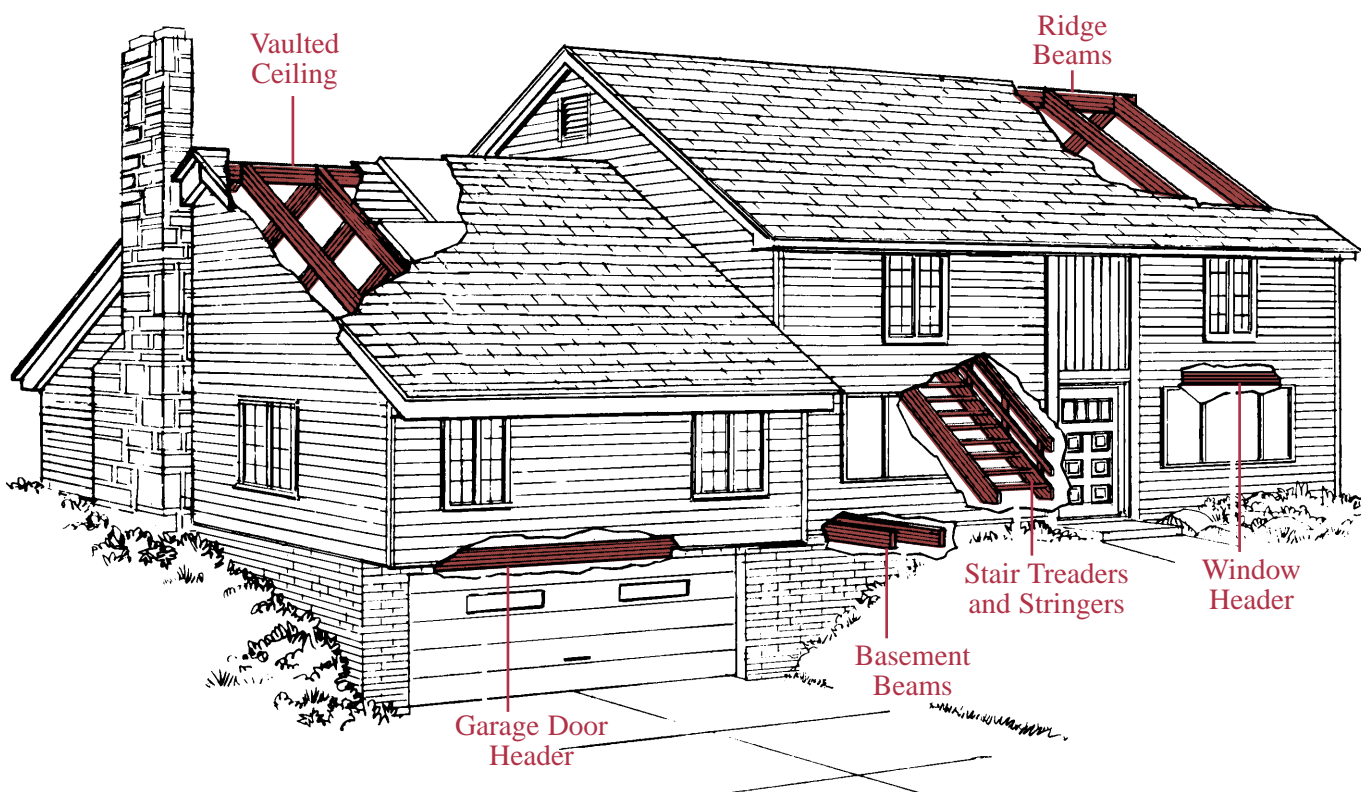 Vaulted
Ceiling
Ridge
Beams
Stair Treaders
and Stringers
Window
Header
Basement
Beams
Garage Door
Header